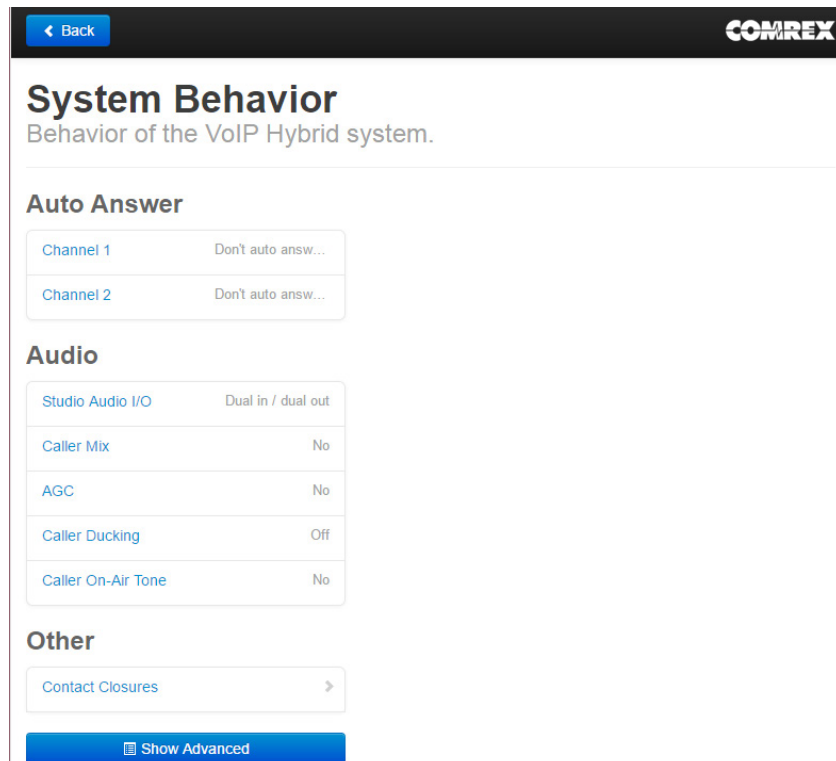 Back
COMREX
System Behavior
Behavior of the VoIP Hybrid system.
Auto Answer
Channel 1 Don't auto answ...
Channel 2 Don't auto answ...
Audio
Studio Audio I/O Dual in / dual out
Caller Mix No
AGC No
Caller Ducking Off
Caller On-Air Tone No
Other
Contact Closures
Show Advanced